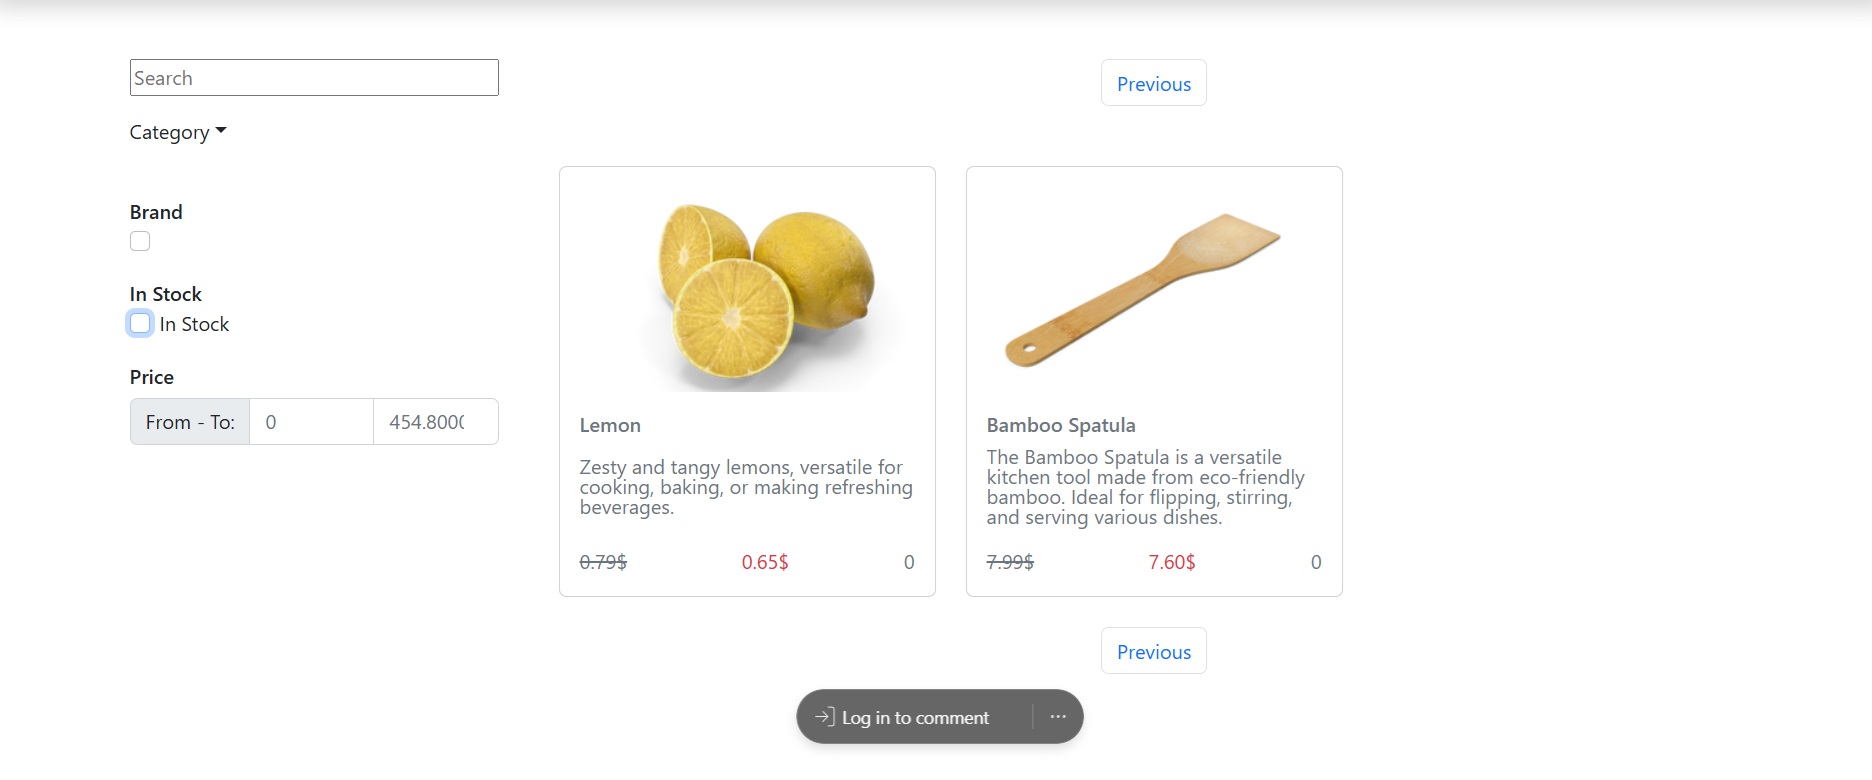 Search
Category
Brand
In Stock
In Stock
Price
From - To:
0
454.800
Previous
Lemon
Zesty and tangy lemons, versatile for
cooking, baking, or making refreshing
beverages.
0.79$
0.65$
0
Bamboo Spatula
The Bamboo Spatula is a versatile
kitchen tool made from eco-friendly
bamboo. Ideal for flipping, stirring,
and serving various dishes.
7.99$
7.60$
0
Previous
Log in to comment